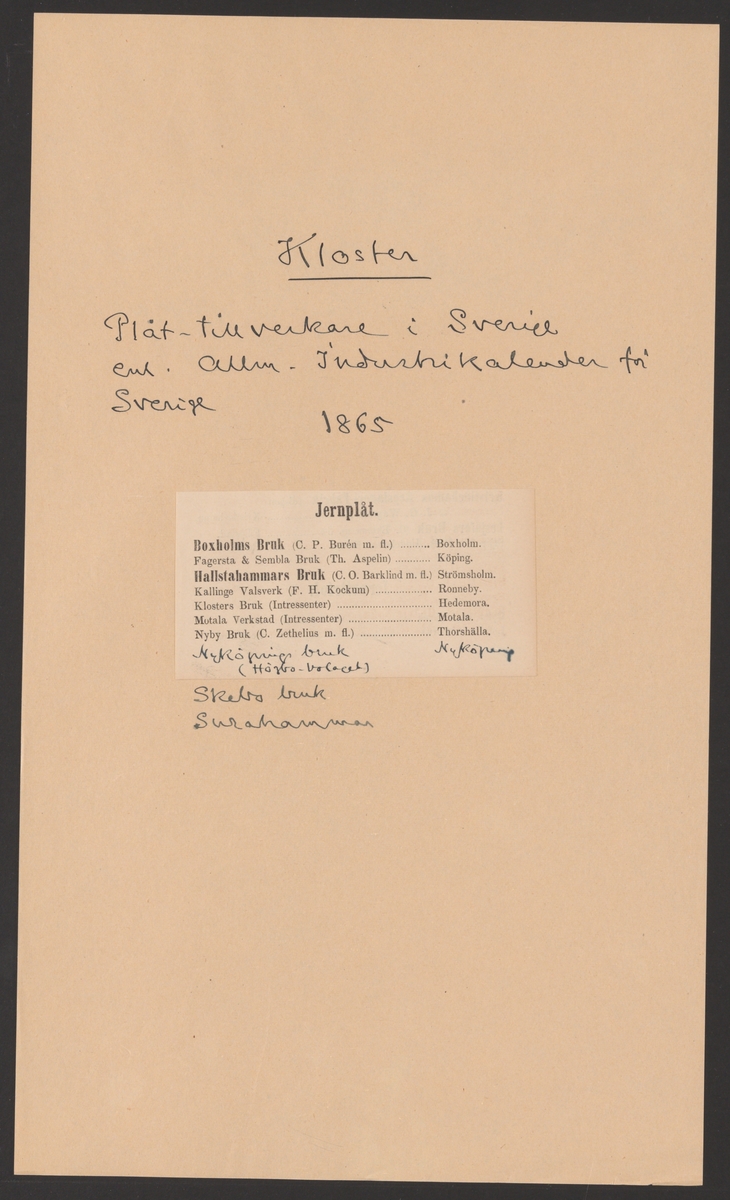 Kloster
Plåt-tillverkare i Sverige
enl. Allm. Industrikalender för
Sverige
1865
Jernplåt.
Boxholms Bruk (C. P. Burén m. fl.) ......... Boxholm.
Fagersta & Sembla Bruk (Th. Aspelin) ............ Köping.
Hallstahammars Bruk (C. O. Barklind m. fl.) Strömsholm.
Kallinge Valsverk (F. H. Kockum) .................. Ronneby.
Klosters Bruk (Intressenter) .............................. Hedemora.
Motala Verkstad (Intressenter) .......................... Motala.
Nyby Bruk (C. Zethelius m. fl.) ....................... Thorshälla.
Nyköpings bruk Nyköping
(Högbo-bolaget)
Skebo bruk
Surahammar